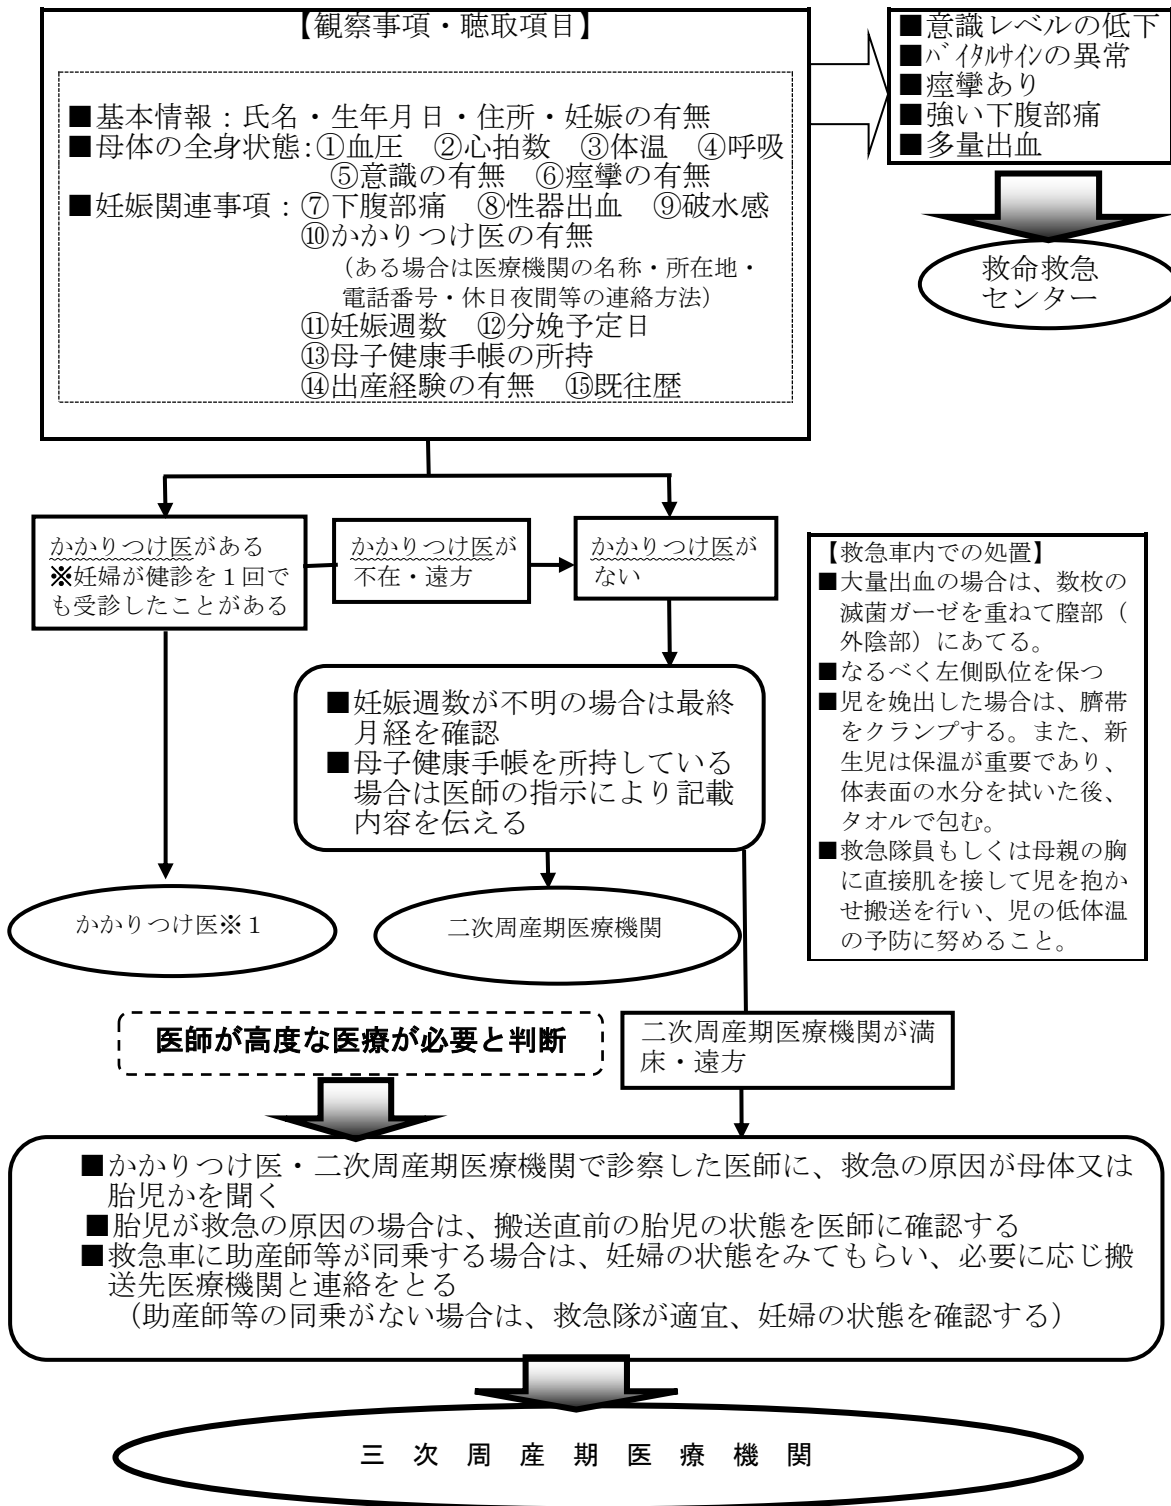 【観察事項・聴取項目】
■基本情報：氏名・生年月日・住所・妊娠の有無
■母体の全身状態：①血圧　②心拍数　③体温　④呼吸
⑤意識の有無　⑥痙攣の有無
■妊娠関連事項：⑦下腹部痛　⑧性器出血　⑨破水感
⑩かかりつけ医の有無
（ある場合は医療機関の名称・所在地・
電話番号・休日夜間等の連絡方法）
⑪妊娠週数　⑫分娩予定日
⑬母子健康手帳の所持
⑭出産経験の有無　⑮既往歴
■意識レベルの低下
■ﾊﾞｲﾀﾙｻｲﾝの異常
■痙攣あり
■強い下腹部痛
■多量出血
救命救急
センター
かかりつけ医がある
※妊婦が健診を１回で
も受診したことがある
かかりつけ医が
不在・遠方
かかりつけ医が
ない
【救急車内での処置】
■大量出血の場合は、数枚の
滅菌ガーゼを重ねて膣部（
外陰部）にあてる。
■なるべく左側臥位を保つ
■児を娩出した場合は、臍帯
をクランプする。また、新
生児は保温が重要であり、
体表面の水分を拭いた後、
タオルで包む。
■救急隊員もしくは母親の胸
に直接肌を接して児を抱か
せ搬送を行い、児の低体温
の予防に努めること。
■妊娠週数が不明の場合は最終
月経を確認
■母子健康手帳を所持している
場合は医師の指示により記載
内容を伝える
かかりつけ医※１
二次周産期医療機関
医師が高度な医療が必要と判断
二次周産期医療機関が満
床・遠方
■かかりつけ医・二次周産期医療機関で診察した医師に、救急の原因が母体又は
胎児かを聞く
■胎児が救急の原因の場合は、搬送直前の胎児の状態を医師に確認する
■救急車に助産師等が同乗する場合は、妊婦の状態をみてもらい、必要に応じ搬
送先医療機関と連絡をとる
（助産師等の同乗がない場合は、救急隊が適宜、妊婦の状態を確認する）
三次周産期医療機関